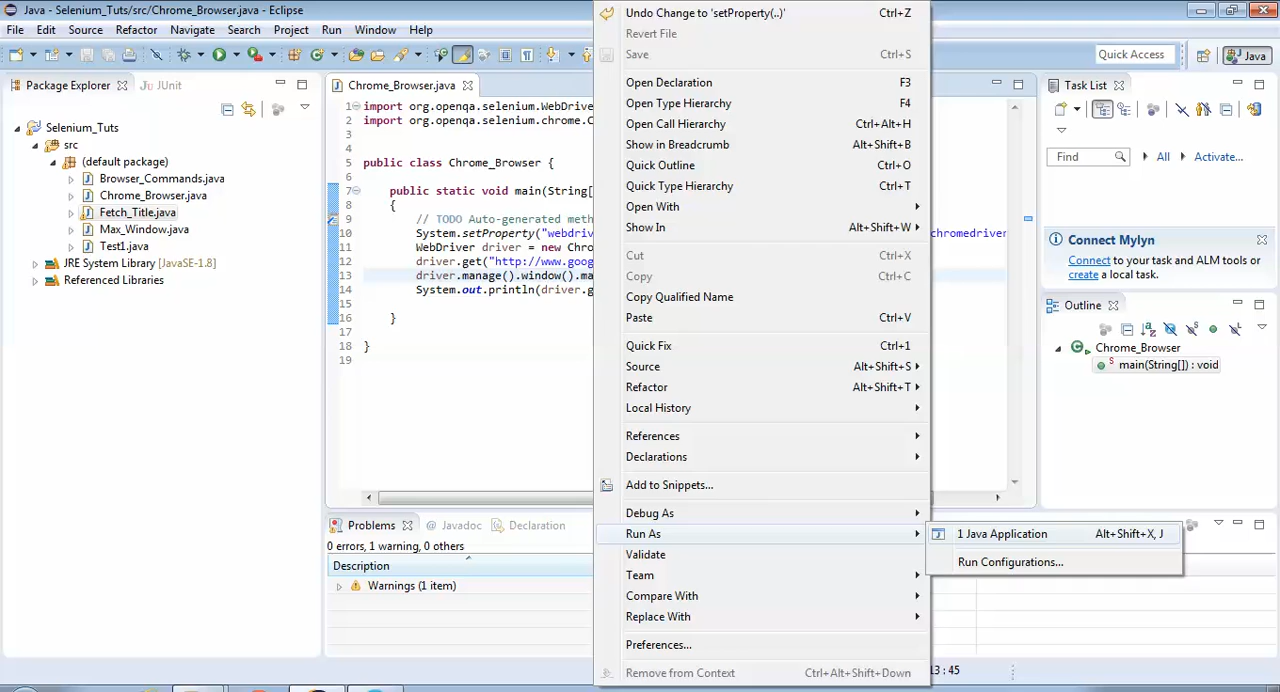 Java - Selenium_Tuts/src/Chrome_Browser.java - Eclipse
File Edit Source Refactor Navigate Search Project Run Window Help
Quick Access
Java
Package Explorer
JUnit
Selenium_Tuts
src
(default package)
Browser_Commands.java
Chrome_Browser.java
Fetch_Title.java
Max_Window.java
Test1.java
JRE System Library [JavaSE-1.8]
Referenced Libraries
Chrome_Browser.java
1 import org.openqa.selenium.WebDrive
2 import org.openqa.selenium.chrome.C
3
4
5 public class Chrome_Browser {
6
7 public static void main(String[
8 {
9 // TODO Auto-generated meth
10 System.setProperty("webdriv chromedriver
11 WebDriver driver = new Chro
12 driver.get("http://www.goog
13 driver.manage().window().ma
14 System.out.println(driver.g
15
16 }
17
18 }
19
Undo Change to 'setProperty(..)' Ctrl+Z
Revert File
Save Ctrl+S
Open Declaration F3
Open Type Hierarchy F4
Open Call Hierarchy Ctrl+Alt+H
Show in Breadcrumb Alt+Shift+B
Quick Outline Ctrl+O
Quick Type Hierarchy Ctrl+T
Open With
Show In Alt+Shift+W
Cut Ctrl+X
Copy Ctrl+C
Copy Qualified Name
Paste Ctrl+V
Quick Fix Ctrl+1
Source Alt+Shift+S
Refactor Alt+Shift+T
Local History
References
Declarations
Add to Snippets...
Debug As
Run As
Validate
Team
Compare With
Replace With
Preferences...
Remove from Context Ctrl+Alt+Shift+Down
1 Java Application Alt+Shift+X, J
Run Configurations...
Task List
Find All Activate...
Connect Mylyn
Connect to your task and ALM tools or
create a local task.
Outline
Chrome_Browser
main(String[]) : void
Problems Javadoc Declaration
0 errors, 1 warning, 0 others
Description
Warnings (1 item)
13:45